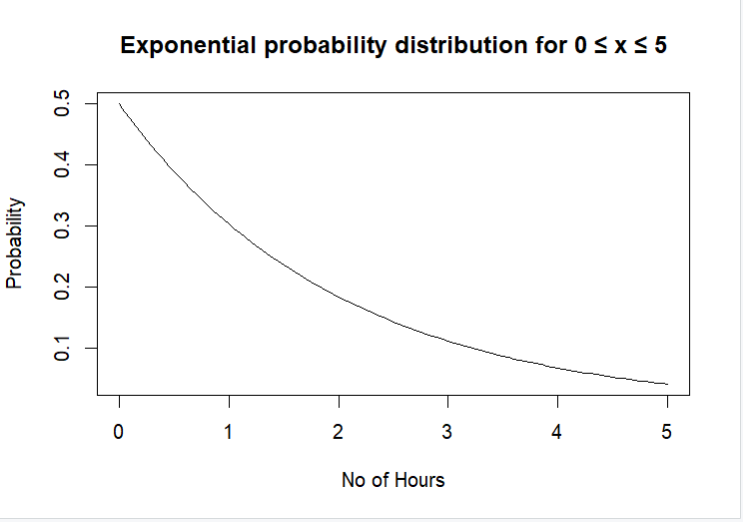 Exponential probability distribution for 0 ≤ x ≤ 5
Probability
0.5
0.4
0.3
0.2
0.1
0 1 2 3 4 5
No of Hours